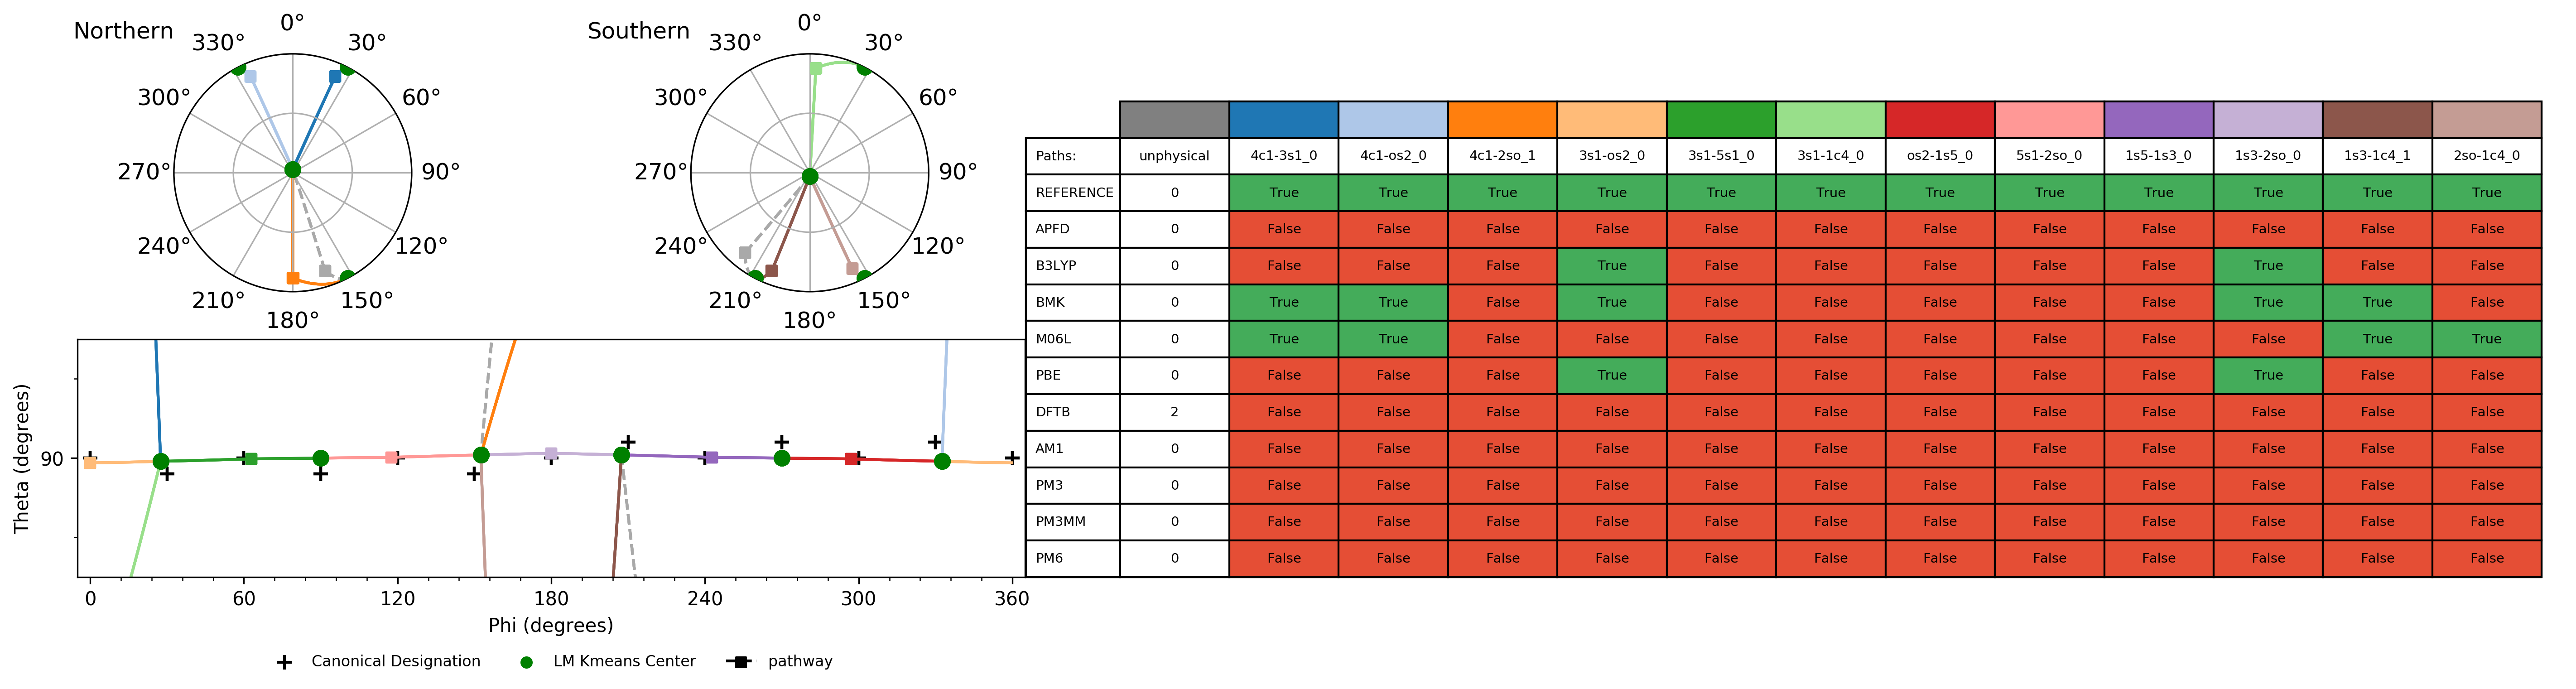 Northern
0°
30°
60°
90°
120°
150°
180°
210°
240°
270°
300°
330°
Southern
0°
30°
60°
90°
120°
150°
180°
210°
240°
270°
300°
330°
Theta (degrees)
90
0 60 120 180 240 300 360
Phi (degrees)
Canonical Designation LM Kmeans Center pathway
Paths: unphysical 4c1-3s1_0 4c1-os2_0 4c1-2so_1 3s1-os2_0 3s1-5s1_0 3s1-1c4_0 os2-1s5_0 5s1-2so_0 1s5-1s3_0 1s3-2so_0 1s3-1c4_1 2so-1c4_0
REFERENCE 0 True True True True True True True True True True True True
APFD 0 False False False False False False False False False False False False
B3LYP 0 False False False True False False False False False True False False
BMK 0 True True False True False False False False False True True False
M06L 0 True True False False False False False False False False True True
PBE 0 False False False True False False False False False True False False
DFTB 2 False False False False False False False False False False False False
AM1 0 False False False False False False False False False False False False
PM3 0 False False False False False False False False False False False False
PM3MM 0 False False False False False False False False False False False False
PM6 0 False False False False False False False False False False False False